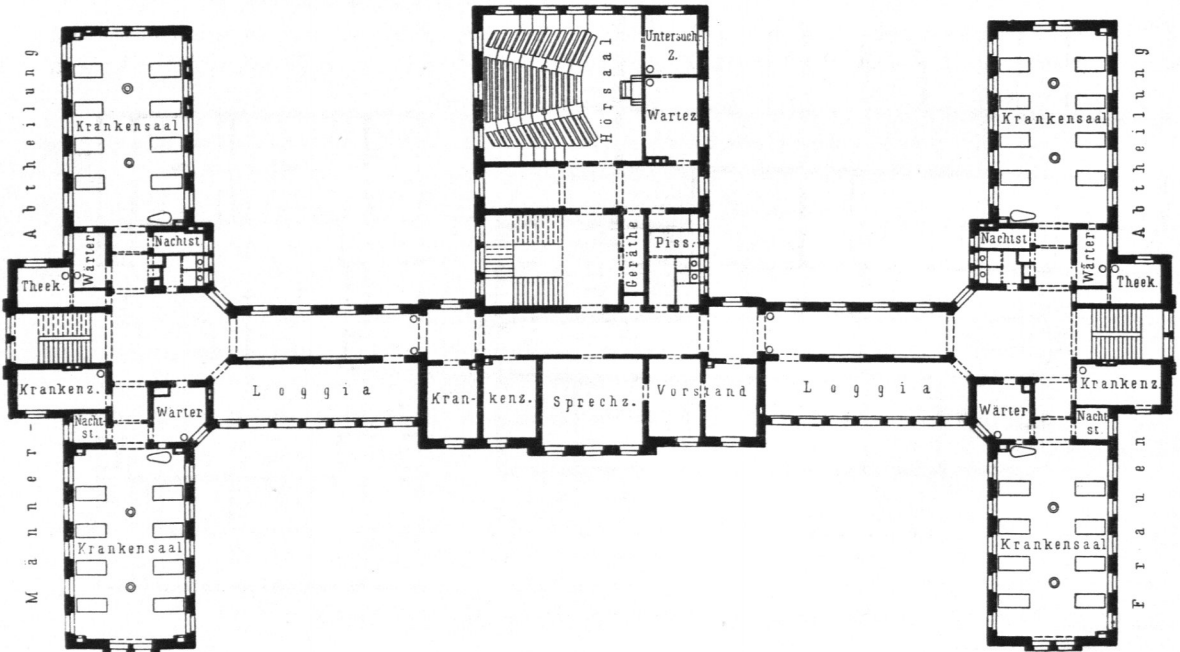 Männer-Abtheilung
Krankensaal
Nachtst
Wärter
Theek.
Krankenz.
Nacht-
st.
Wärter
Krankensaal
Loggia
Hörsaal
Untersuch-
Z.
Wartez.
Geräthe
Piss.
Kran-
kenz.
Sprechz.
Vorstand
Loggia
Krankensaal
Nachtst
Wärter
Theek.
Krankenz.
Wärter
Nacht
st.
Krankensaal
Frauen
Abtheilung